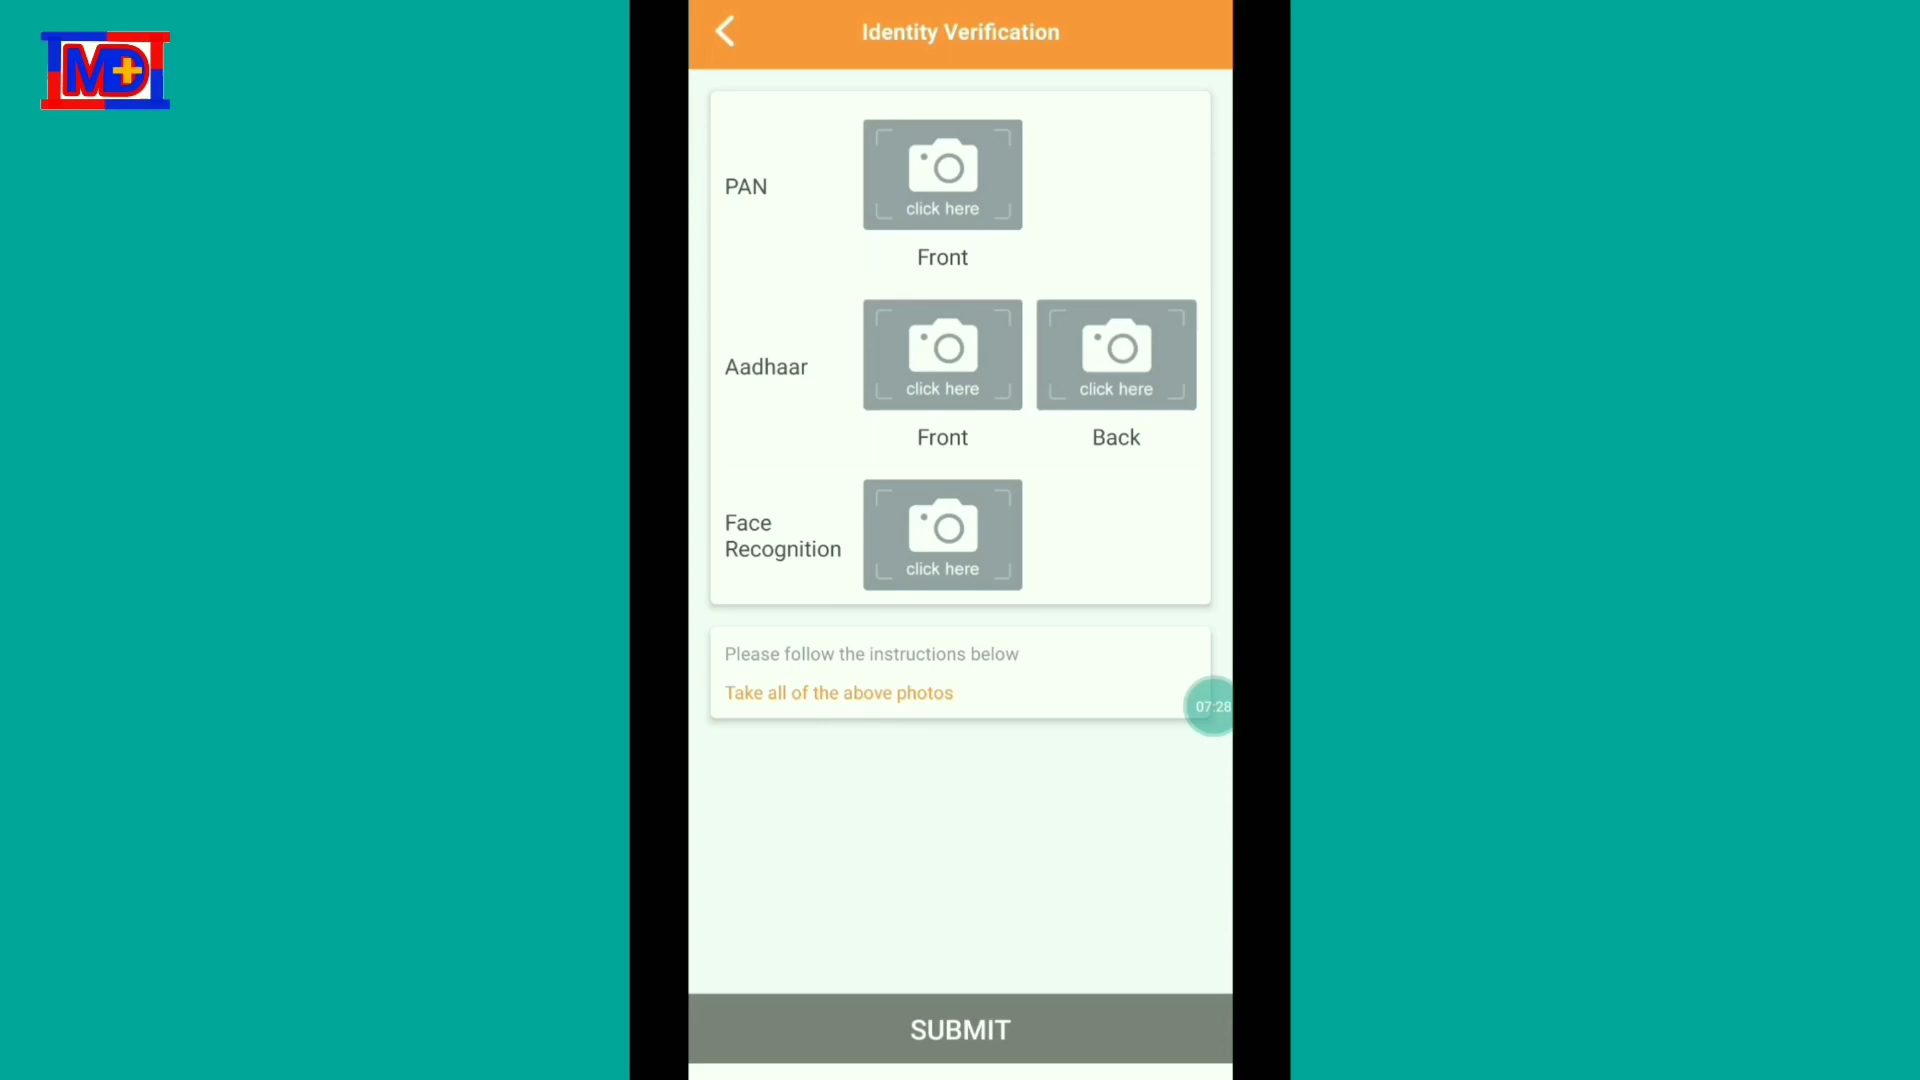 MD+
Identity Verification
PAN
click here
Front
Aadhaar
click here
click here
Front
Back
Face
Recognition
click here
Please follow the instructions below
Take all of the above photos
07:28
SUBMIT